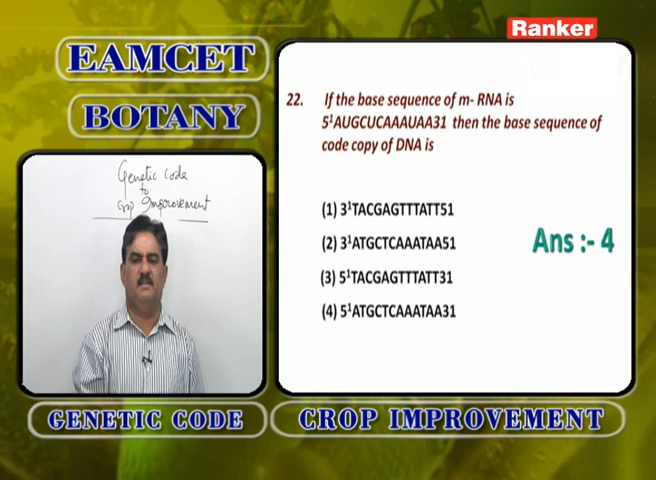 Ranker
EAMCET
BOTANY
Genetic code
to
crop Improvement
22. If the base sequence of m- RNA is
5¹AUGCUCAAAUAA31 then the base sequence of
code copy of DNA is
(1) 3¹TACGAGTTTATT51
(2) 3¹ATGCTCAAATAA51
(3) 5¹TACGAGTTTATT31
(4) 5¹ATGCTCAAATAA31
Ans :- 4
GENETIC CODE
CROP IMPROVEMENT